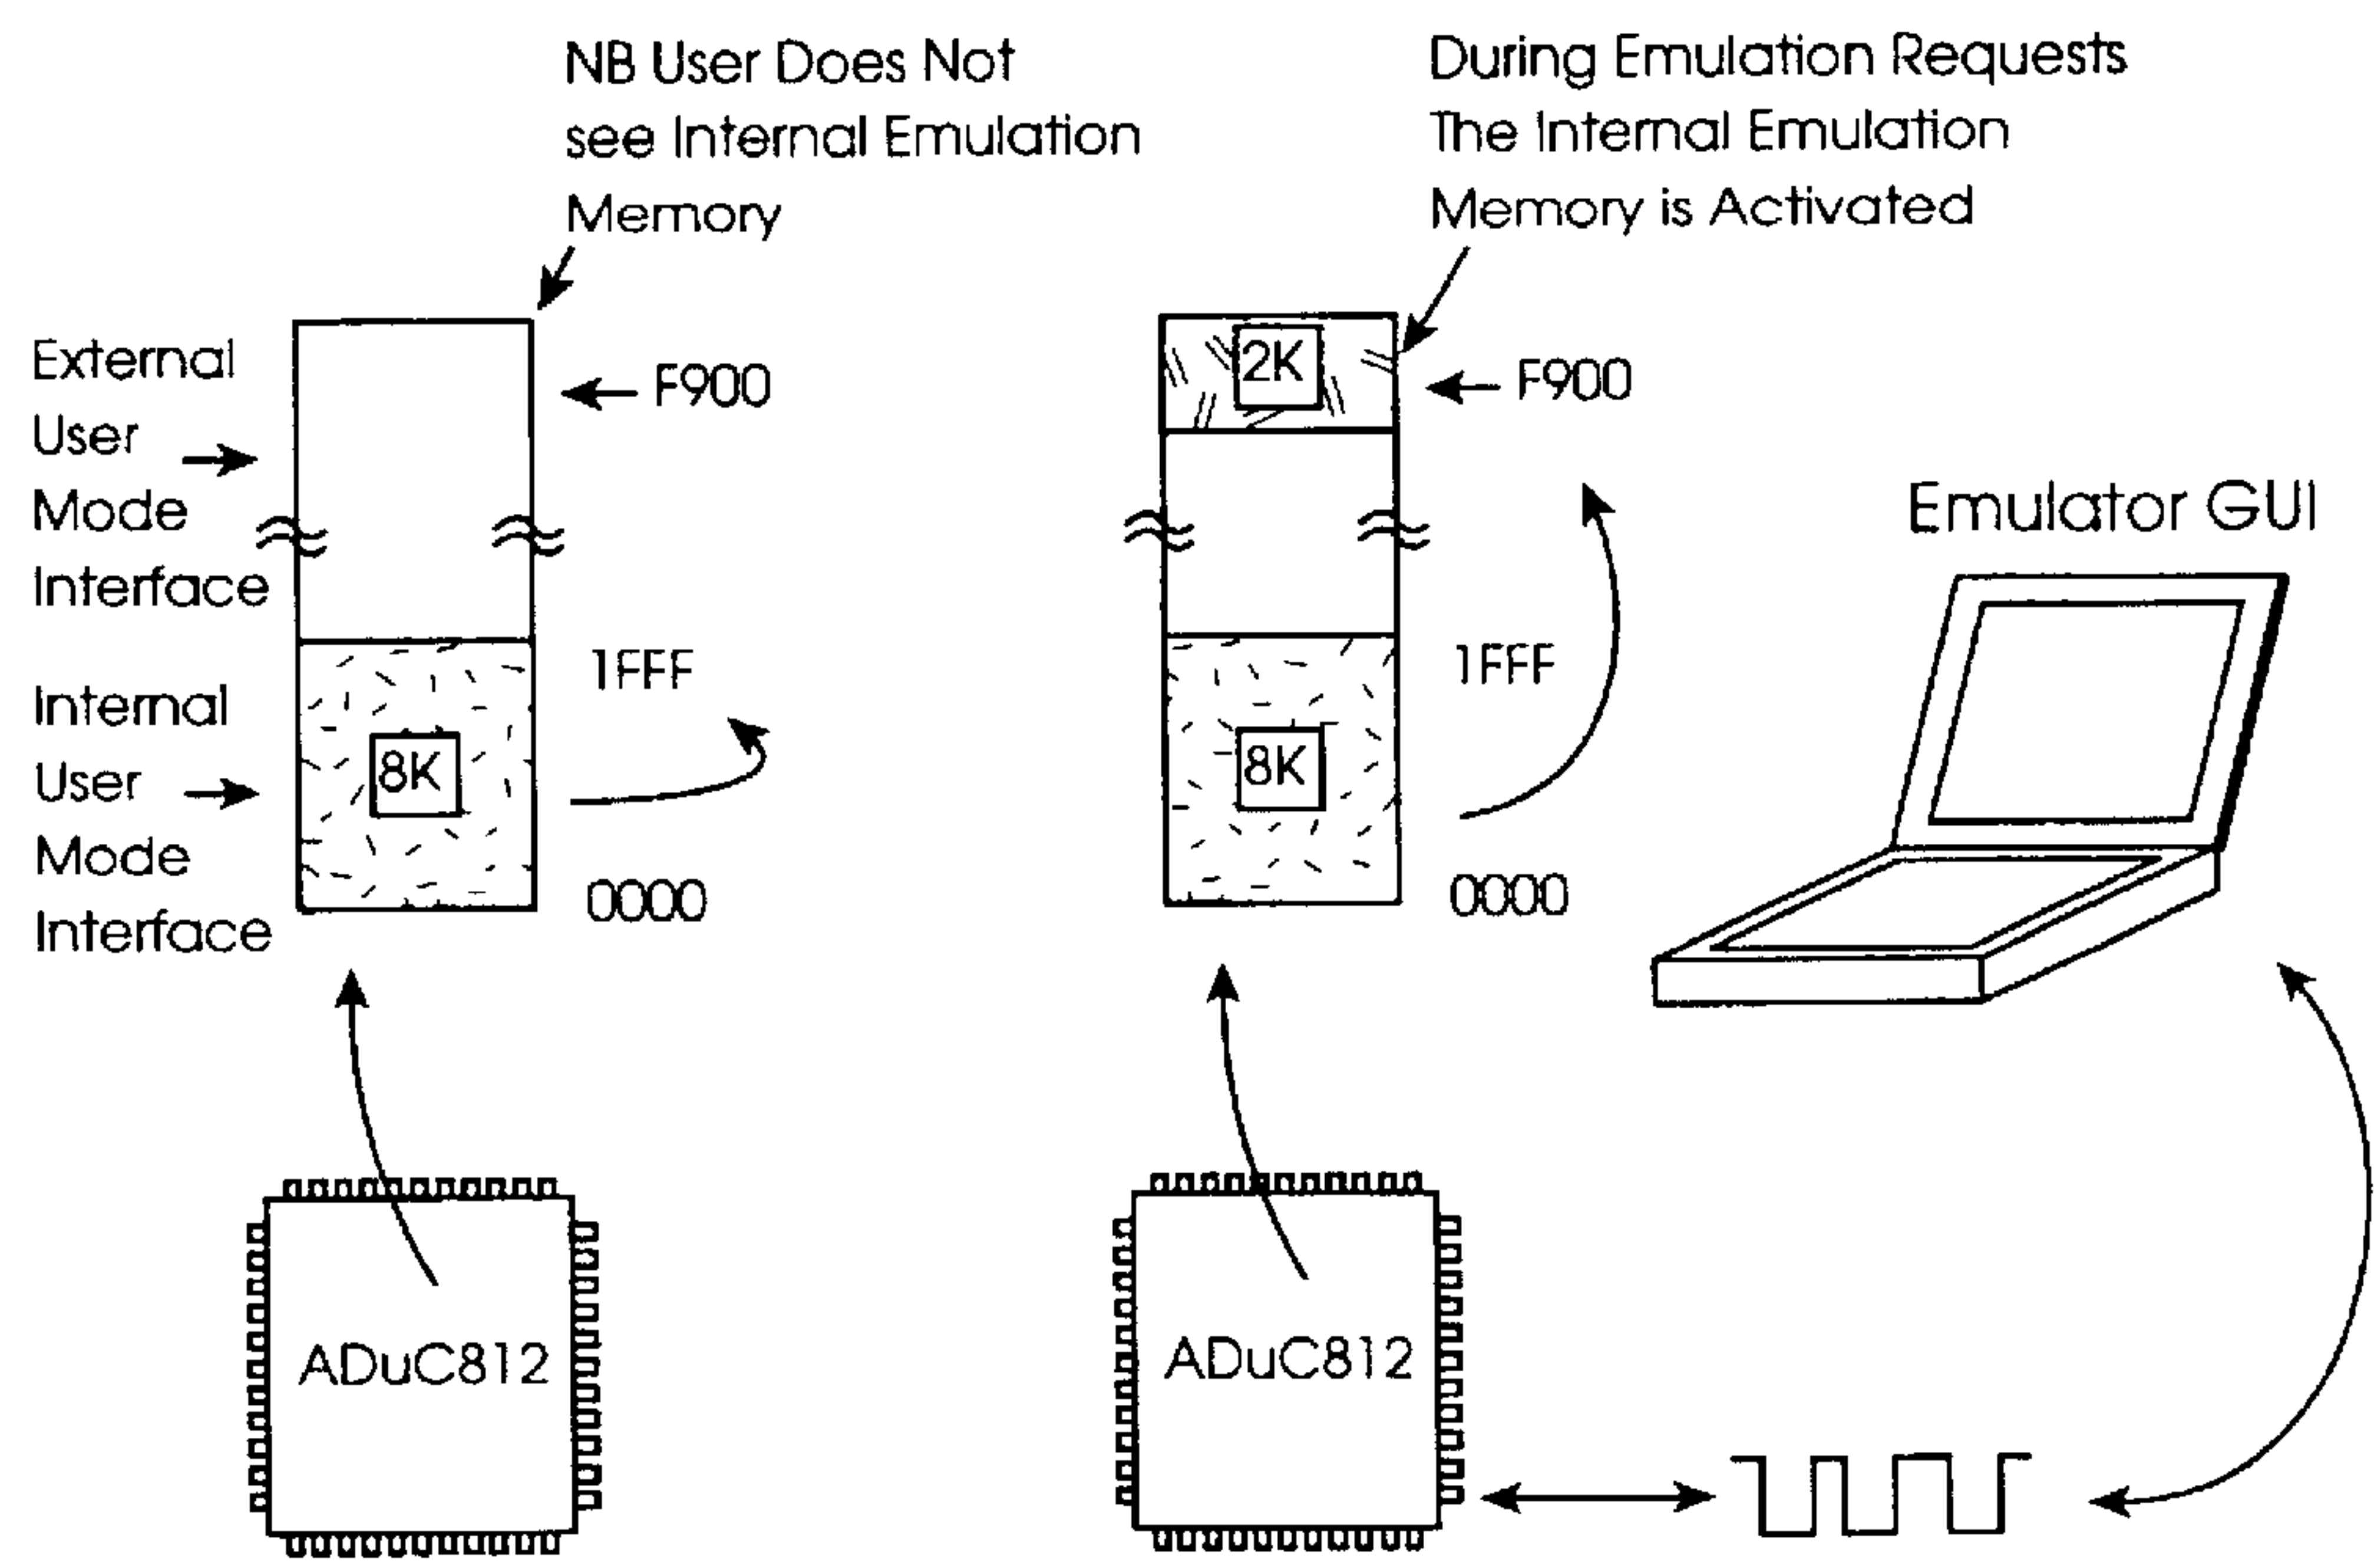 NB User Does Not
see Internal Emulation
Memory
During Emulation Requests
The Internal Emulation
Memory is Activated
External
User
Mode
Interface
F900
1FFF
Internal
User
Mode
Interface
8K
0000
2K
F900
1FFF
8K
0000
Emulator GUI
ADuC812
ADuC812